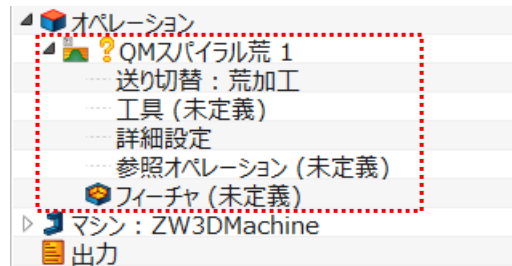 オペレーション
QMスパイラル荒 1
送り切替：荒加工
工具 (未定義)
詳細設定
参照オペレーション (未定義)
フィーチャ (未定義)
マシン：ZW3DMachine
出力